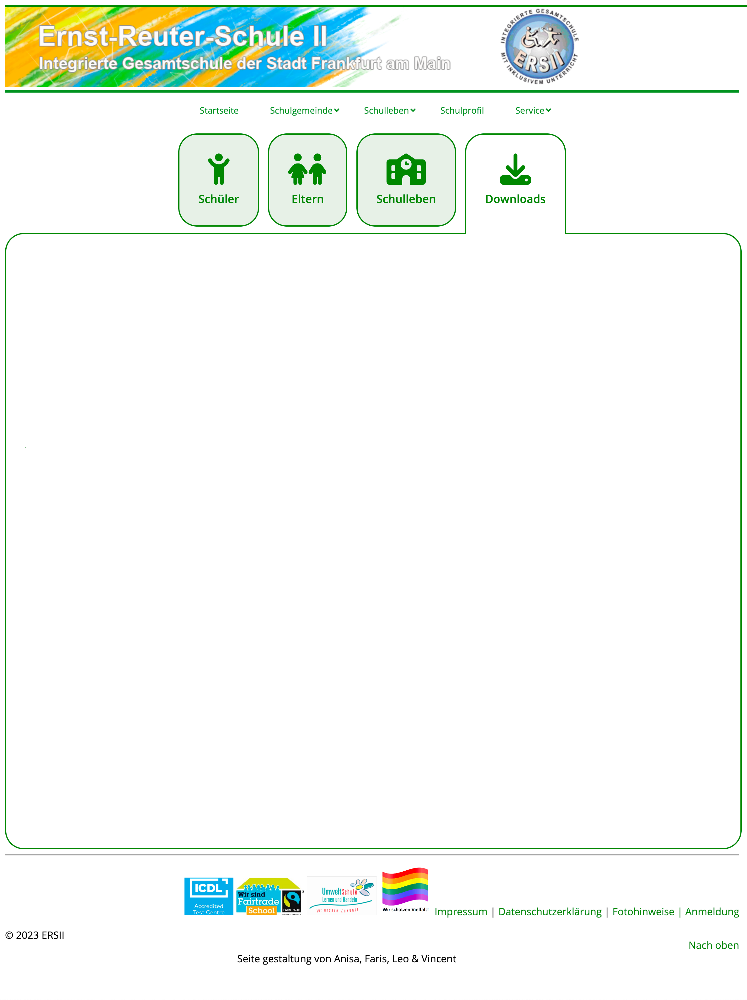 Ernst-Reuter-Schule II
Integrierte Gesamtschule der Stadt Frankfurt am Main
INTEGRIERTE GESAMTSCHULE
ERSII
MIT INKLUSIVEM UNTERRICHT
Startseite Schulgemeinde Schulleben Schulprofil Service
Schüler Eltern Schulleben Downloads
ICDL
Accredited
Test Centre
Wir sind
Fairtrade
School
FAIRTRADE
UmweltSchule
Lernen und Handeln
für unsere Zukunft
Wir schätzen Vielfalt!
Impressum | Datenschutzerklärung | Fotohinweise | Anmeldung
© 2023 ERSII
Nach oben
Seite gestaltung von Anisa, Faris, Leo & Vincent